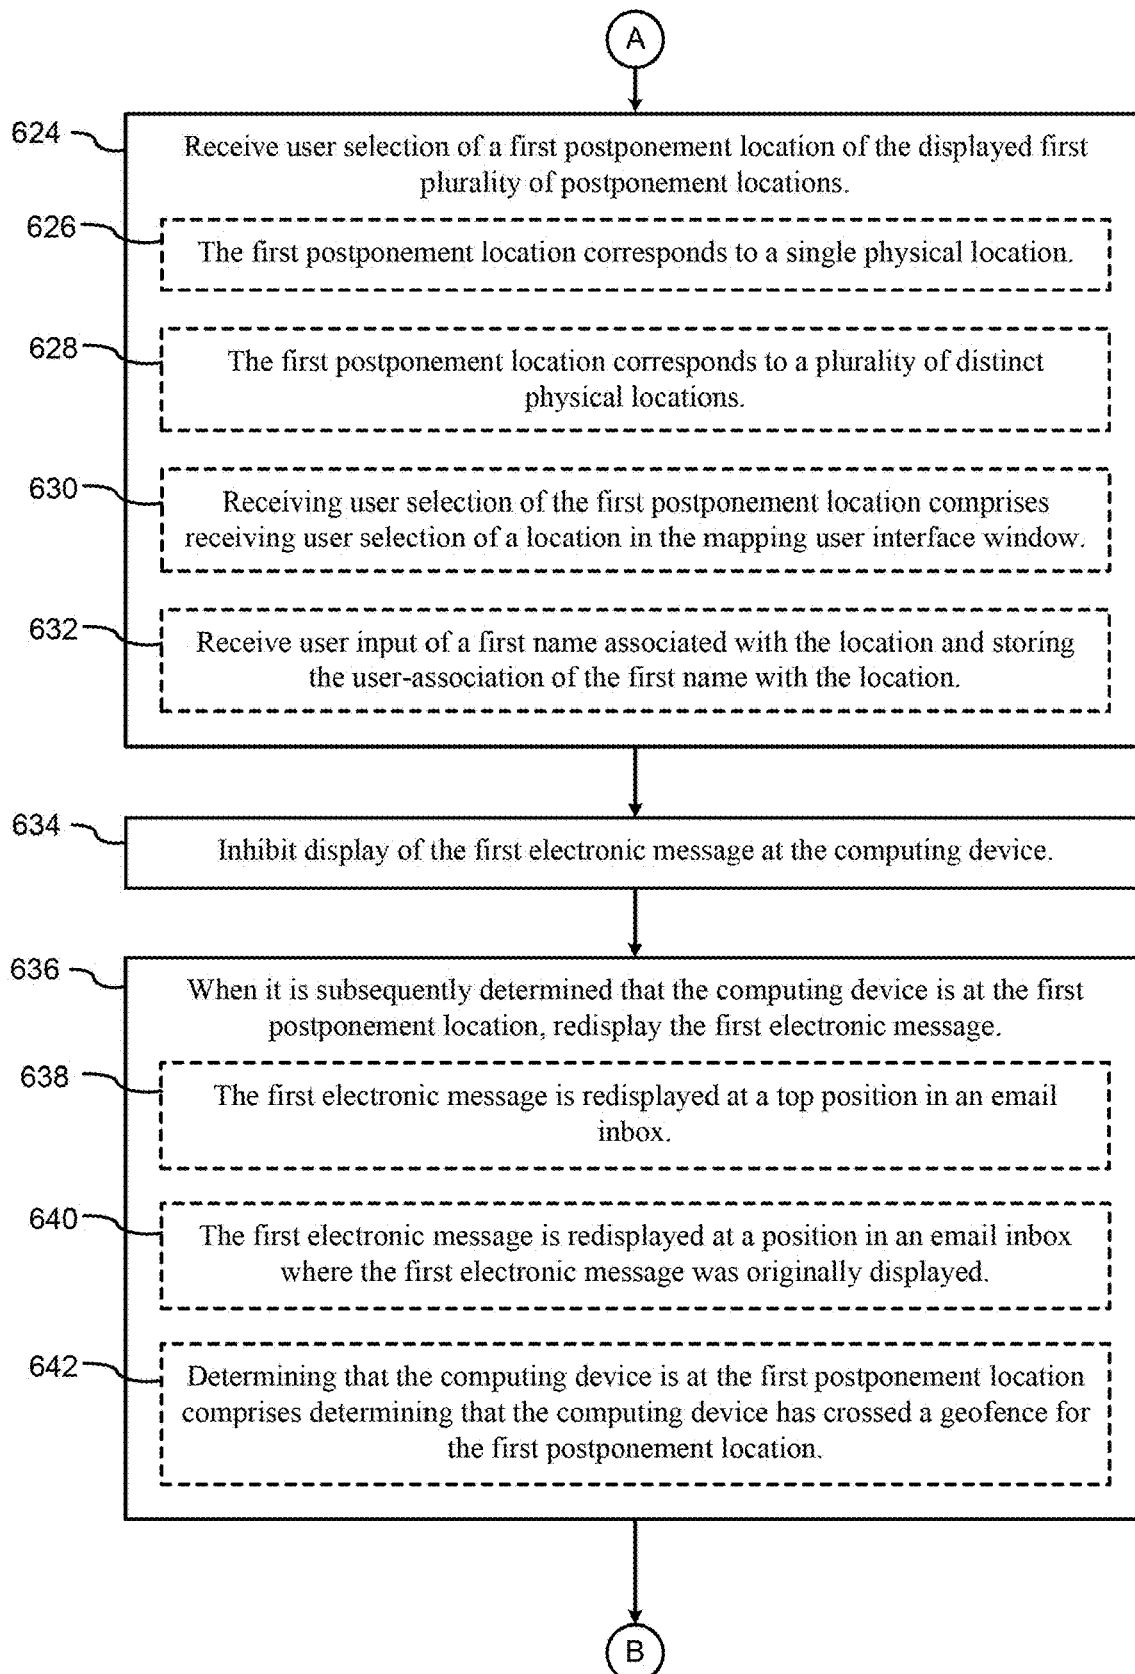 A
624
Receive user selection of a first postponement location of the displayed first
plurality of postponement locations.
626
The first postponement location corresponds to a single physical location.
628
The first postponement location corresponds to a plurality of distinct
physical locations.
630
Receiving user selection of the first postponement location comprises
receiving user selection of a location in the mapping user interface window.
632
Receive user input of a first name associated with the location and storing
the user-association of the first name with the location.
634
Inhibit display of the first electronic message at the computing device.
636
When it is subsequently determined that the computing device is at the first
postponement location, redisplay the first electronic message.
638
The first electronic message is redisplayed at a top position in an email
inbox.
640
The first electronic message is redisplayed at a position in an email inbox
where the first electronic message was originally displayed.
642
Determining that the computing device is at the first postponement location
comprises determining that the computing device has crossed a geofence for
the first postponement location.
B